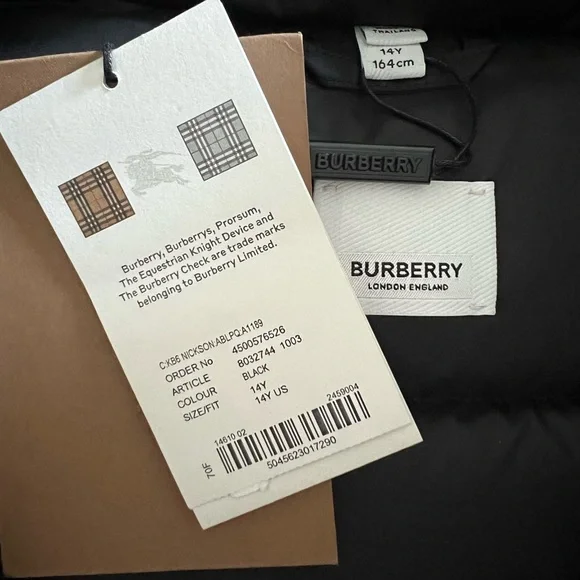 THAILAND
14Y
164cm
BURBERRY
BURBERRY
LONDON ENGLAND
Burberry, Burberrys, Prorsum,
The Equestrian Knight Device and
The Burberry Check are trade marks
belonging to Burberry Limited.
C:KB6 NICKSON:ABLPQ:A1189
ORDER No 4500576526
ARTICLE 8032744 1003
COLOUR BLACK
SIZE/FIT 14Y 14Y US
14610 02 2459004
70F
5045623017290